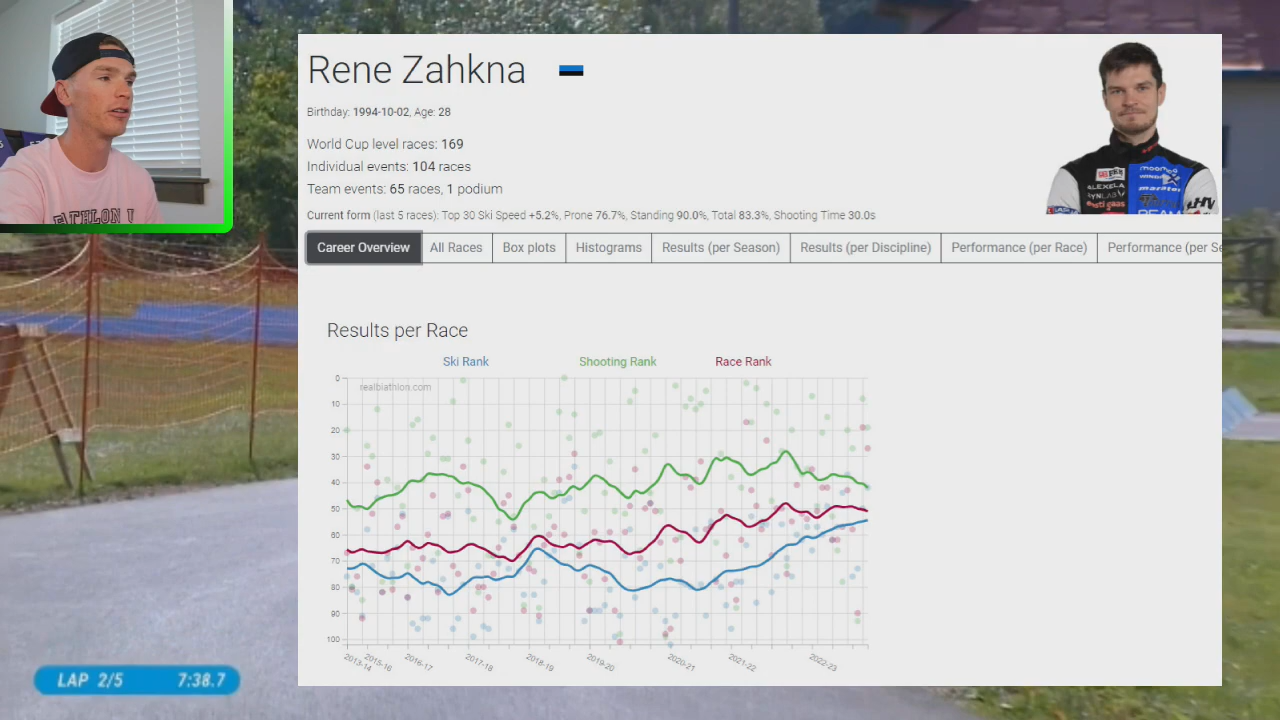 Rene Zahkna
Birthday: 1994-10-02, Age: 28
World Cup level races: 169
Individual events: 104 races
Team events: 65 races, 1 podium
Current form (last 5 races): Top 30 Ski Speed +5.2%, Prone 76.7%, Standing 90.0%, Total 83.3%, Shooting Time 30.0s
Career Overview All Races Box plots Histograms Results (per Season) Results (per Discipline) Performance (per Race) Performance (per Se
Results per Race
Ski Rank Shooting Rank Race Rank
realbiathlon.com
0
10
20
30
40
50
60
70
80
90
100
2013-14 2015-16 2016-17 2017-18 2018-19 2019-20 2020-21 2021-22 2022-23
LAP 2/5 7:38.7
ALEXELA